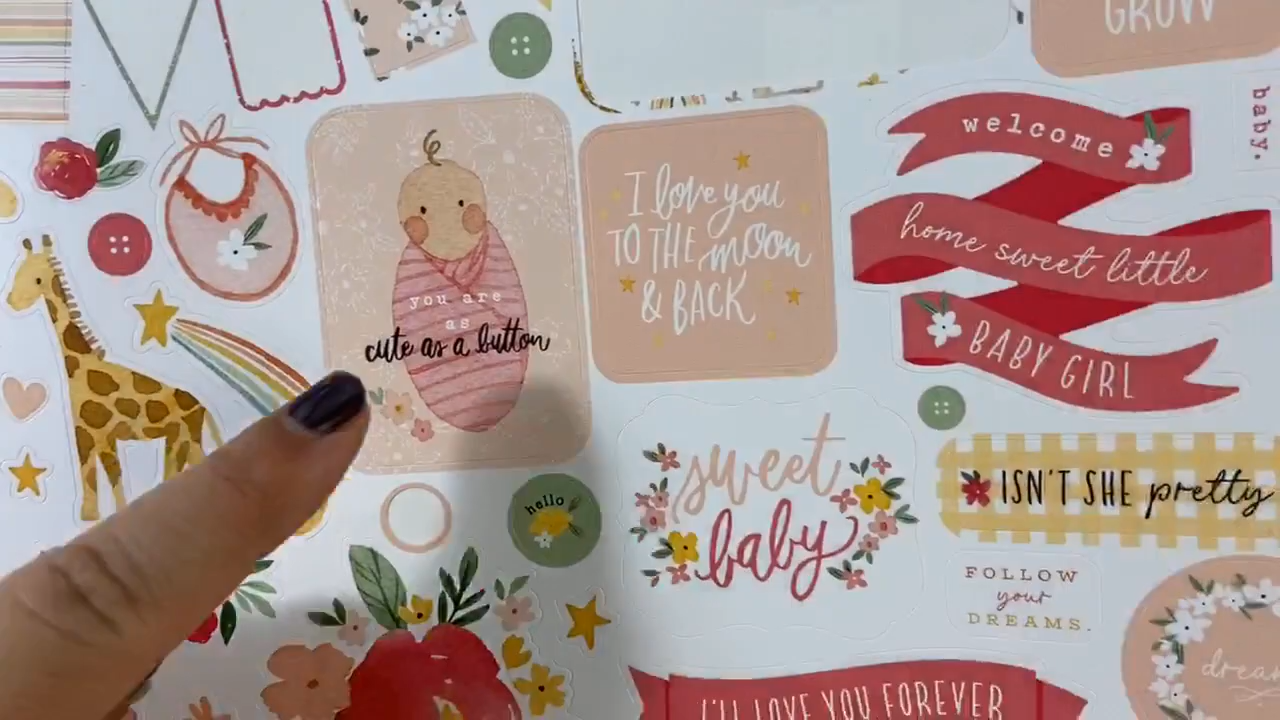 GROW
welcome
home sweet little
BABY GIRL
baby.
I love you
TO THE moon
& BACK
you are
as
cute as a button
hello
sweet
baby
ISN'T SHE pretty
FOLLOW
your
DREAMS.
I'LL LOVE YOU FOREVER